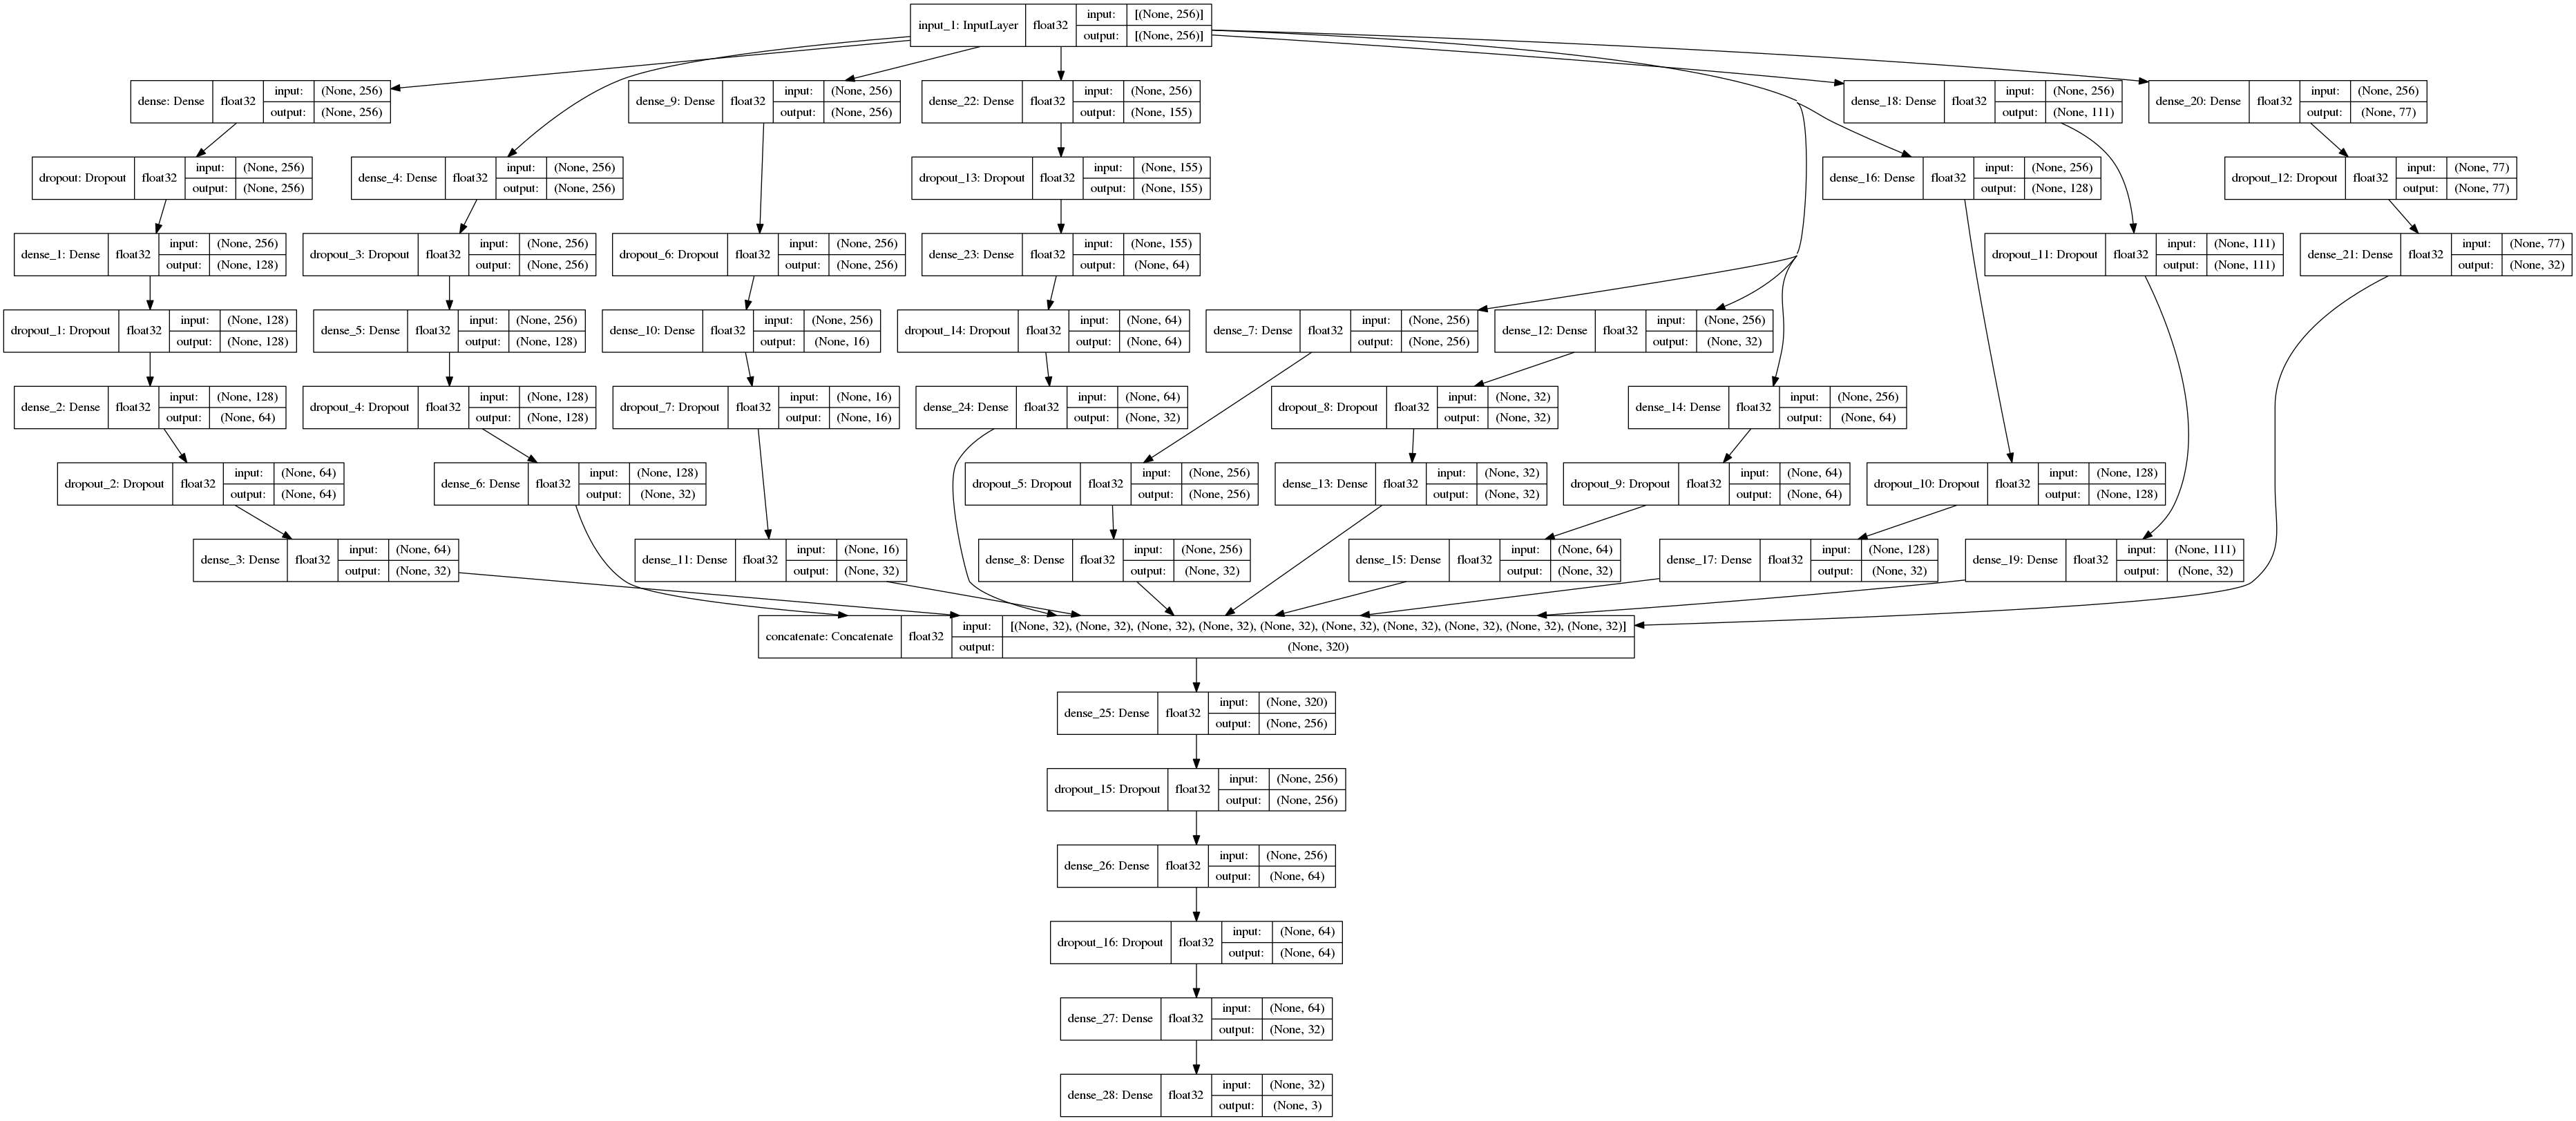 input_1: InputLayer float32 input: [(None, 256)] output: [(None, 256)]
dense: Dense float32 input: (None, 256) output: (None, 256)
dense_9: Dense float32 input: (None, 256) output: (None, 256)
dense_22: Dense float32 input: (None, 256) output: (None, 155)
dense_18: Dense float32 input: (None, 256) output: (None, 111)
dense_20: Dense float32 input: (None, 256) output: (None, 77)
dropout: Dropout float32 input: (None, 256) output: (None, 256)
dense_4: Dense float32 input: (None, 256) output: (None, 256)
dropout_13: Dropout float32 input: (None, 155) output: (None, 155)
dense_16: Dense float32 input: (None, 256) output: (None, 128)
dropout_12: Dropout float32 input: (None, 77) output: (None, 77)
dense_1: Dense float32 input: (None, 256) output: (None, 128)
dropout_3: Dropout float32 input: (None, 256) output: (None, 256)
dropout_6: Dropout float32 input: (None, 256) output: (None, 256)
dense_23: Dense float32 input: (None, 155) output: (None, 64)
dropout_11: Dropout float32 input: (None, 111) output: (None, 111)
dense_21: Dense float32 input: (None, 77) output: (None, 32)
dropout_1: Dropout float32 input: (None, 128) output: (None, 128)
dense_5: Dense float32 input: (None, 256) output: (None, 128)
dense_10: Dense float32 input: (None, 256) output: (None, 16)
dropout_14: Dropout float32 input: (None, 64) output: (None, 64)
dense_7: Dense float32 input: (None, 256) output: (None, 256)
dense_12: Dense float32 input: (None, 256) output: (None, 32)
dense_2: Dense float32 input: (None, 128) output: (None, 64)
dropout_4: Dropout float32 input: (None, 128) output: (None, 128)
dropout_7: Dropout float32 input: (None, 16) output: (None, 16)
dense_24: Dense float32 input: (None, 64) output: (None, 32)
dropout_8: Dropout float32 input: (None, 32) output: (None, 32)
dense_14: Dense float32 input: (None, 256) output: (None, 64)
dropout_2: Dropout float32 input: (None, 64) output: (None, 64)
dense_6: Dense float32 input: (None, 128) output: (None, 32)
dropout_5: Dropout float32 input: (None, 256) output: (None, 256)
dense_13: Dense float32 input: (None, 32) output: (None, 32)
dropout_9: Dropout float32 input: (None, 64) output: (None, 64)
dropout_10: Dropout float32 input: (None, 128) output: (None, 128)
dense_3: Dense float32 input: (None, 64) output: (None, 32)
dense_11: Dense float32 input: (None, 16) output: (None, 32)
dense_8: Dense float32 input: (None, 256) output: (None, 32)
dense_15: Dense float32 input: (None, 64) output: (None, 32)
dense_17: Dense float32 input: (None, 128) output: (None, 32)
dense_19: Dense float32 input: (None, 111) output: (None, 32)
concatenate: Concatenate float32 input: [(None, 32), (None, 32), (None, 32), (None, 32), (None, 32), (None, 32), (None, 32), (None, 32), (None, 32), (None, 32)] output: (None, 320)
dense_25: Dense float32 input: (None, 320) output: (None, 256)
dropout_15: Dropout float32 input: (None, 256) output: (None, 256)
dense_26: Dense float32 input: (None, 256) output: (None, 64)
dropout_16: Dropout float32 input: (None, 64) output: (None, 64)
dense_27: Dense float32 input: (None, 64) output: (None, 32)
dense_28: Dense float32 input: (None, 32) output: (None, 3)